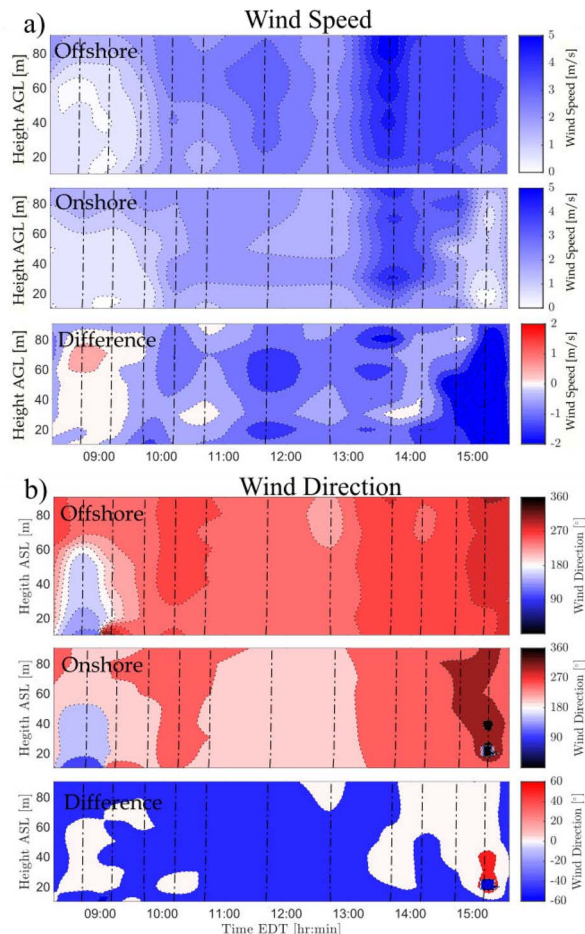 a)
Wind Speed
Offshore
Height AGL [m]
80
60
40
20
5
4
3
2
1
0
Wind Speed [m/s]
Onshore
Height AGL [m]
80
60
40
20
5
4
3
2
1
0
Wind Speed [m/s]
Difference
Height AGL [m]
80
60
40
20
2
1
0
-1
-2
Wind Speed [m/s]
09:00 10:00 11:00 12:00 13:00 14:00 15:00
b)
Wind Direction
Offshore
Hegith ASL [m]
80
60
40
20
360
270
180
90
Wind Direction [°]
Onshore
Hegith ASL [m]
80
60
40
20
360
270
180
90
Wind Direction [°]
Difference
Height ASL [m]
80
60
40
20
60
40
20
0
-20
-40
-60
Wind Direction [°]
09:00 10:00 11:00 12:00 13:00 14:00 15:00
Time EDT [hr:min]